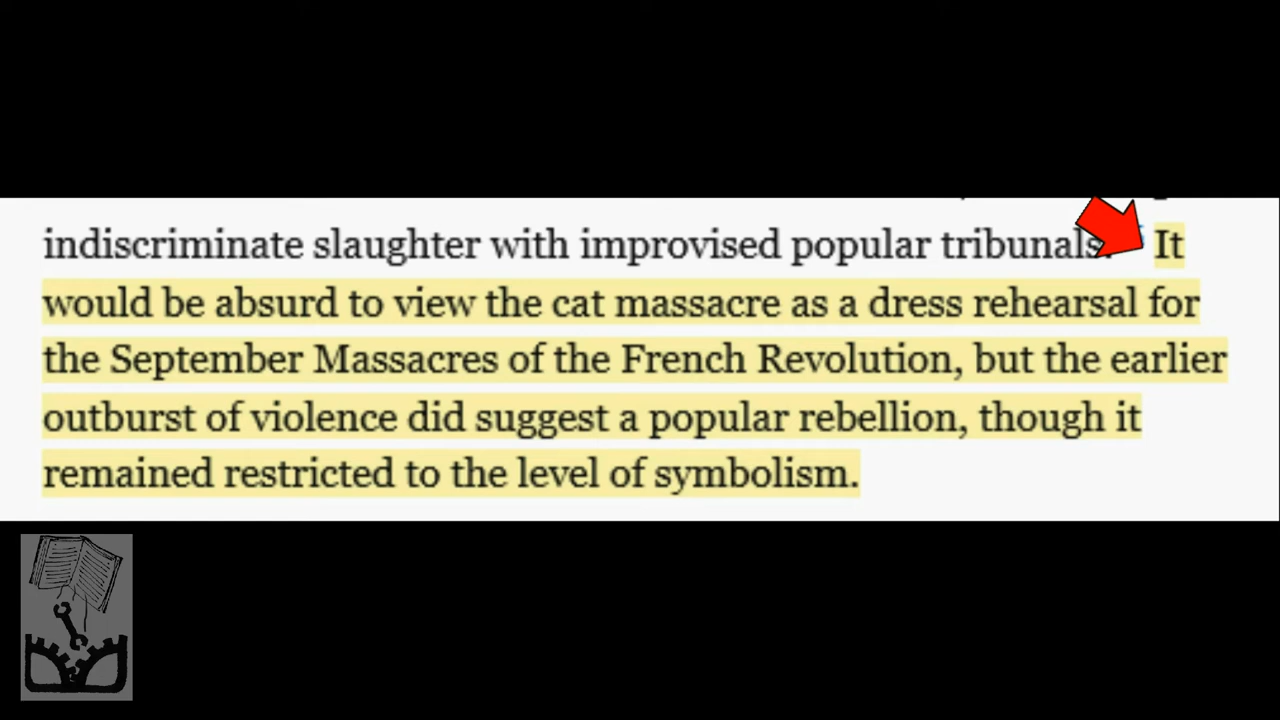 indiscriminate slaughter with improvised popular tribunals. It
would be absurd to view the cat massacre as a dress rehearsal for
the September Massacres of the French Revolution, but the earlier
outburst of violence did suggest a popular rebellion, though it
remained restricted to the level of symbolism.